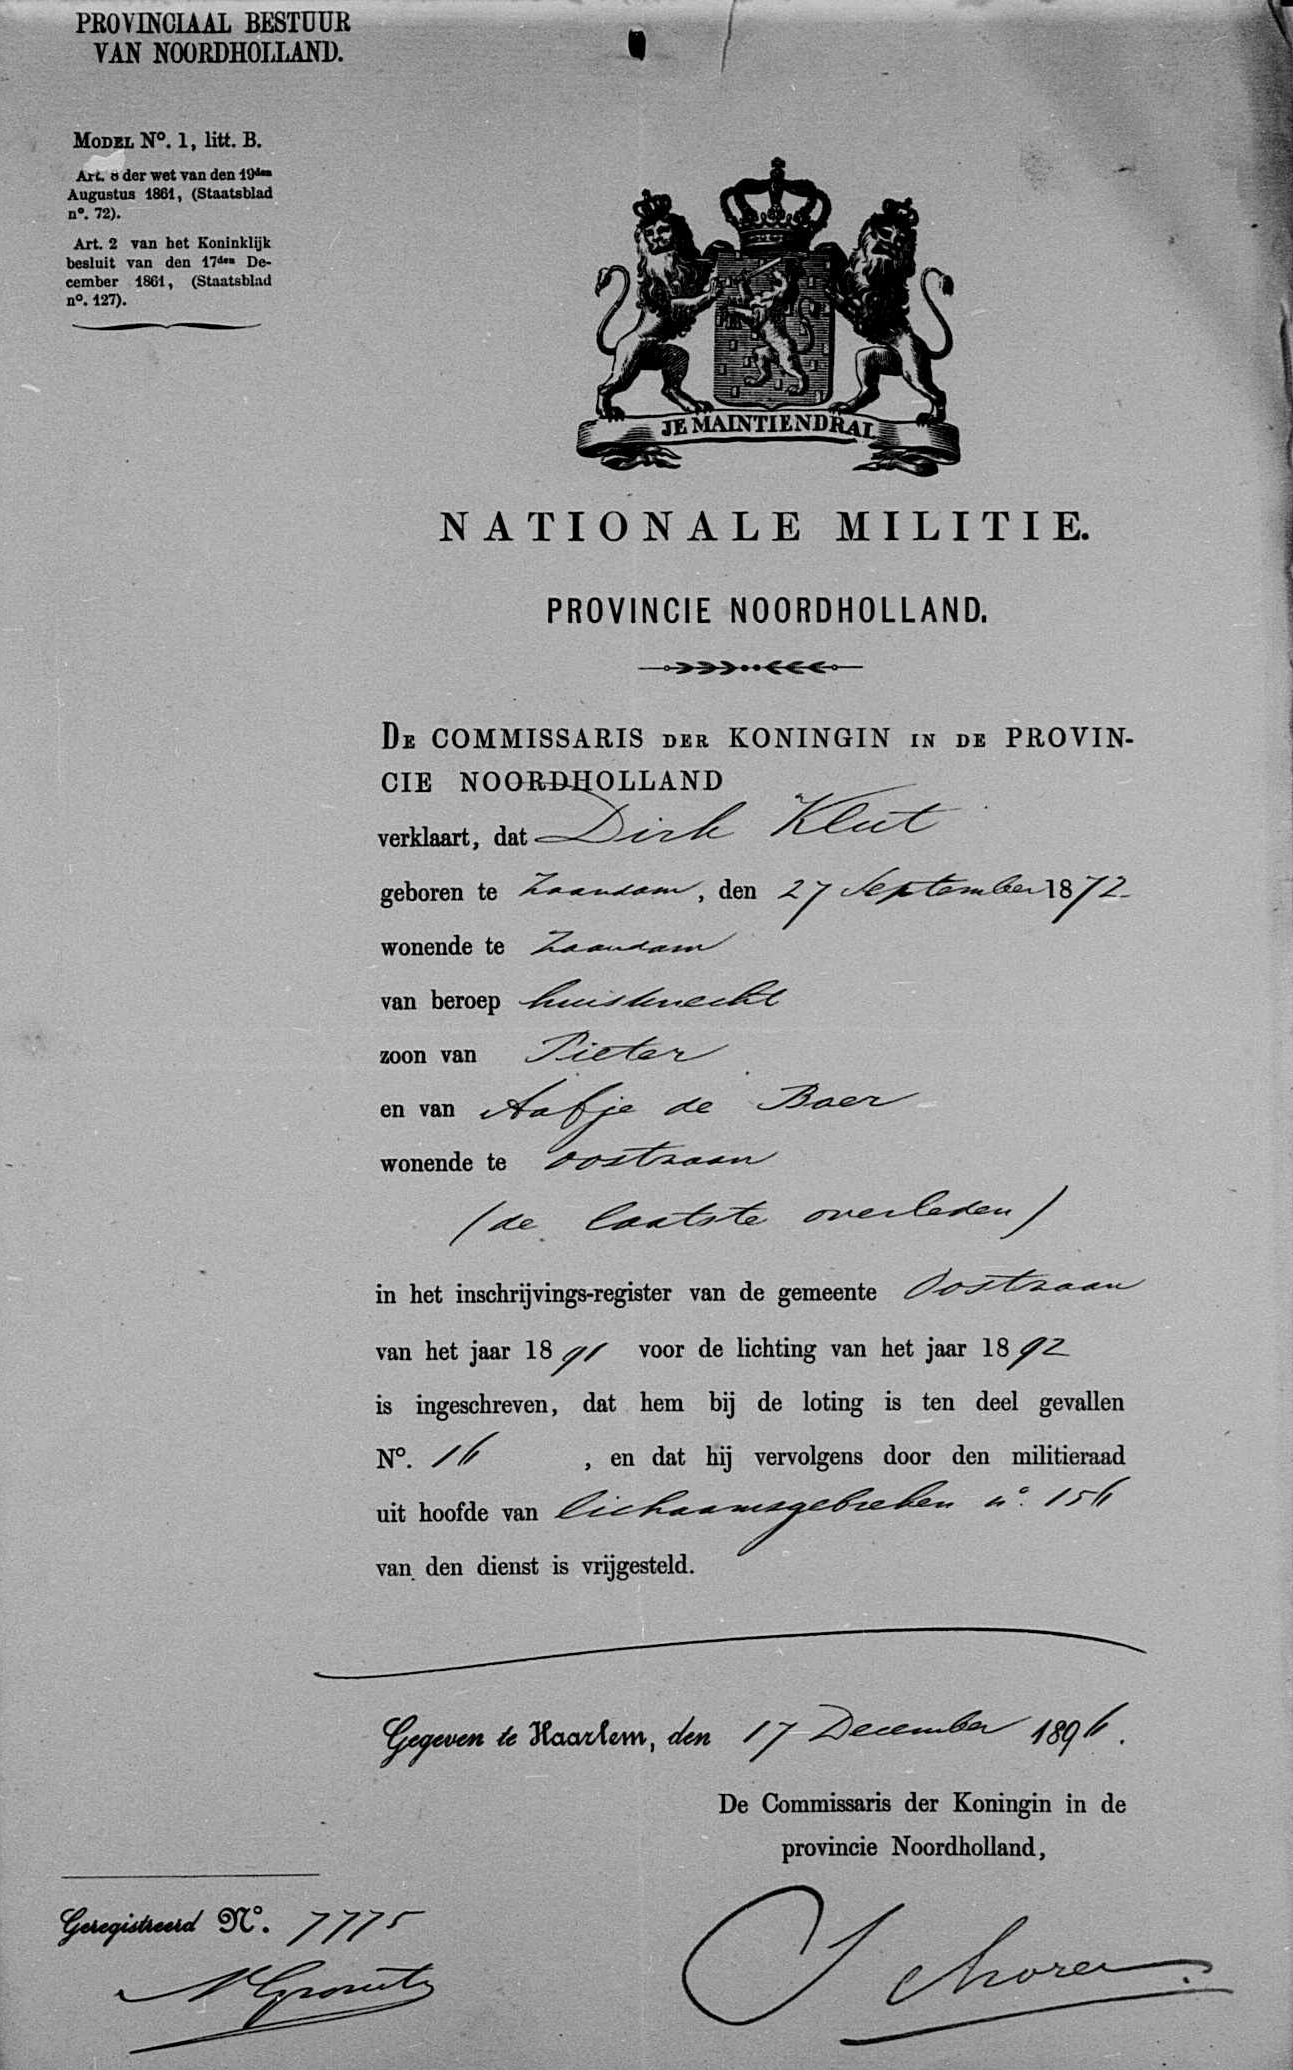 PROVINCIAAL BESTUUR
VAN NOORDHOLLAND.
MODEL Nº. 1, litt. B.
Art. 8 der wet van den 19den
Augustus 1861, (Staatsblad
nº. 72).
Art. 2 van het Koninklijk
besluit van den 17den De-
cember 1861, (Staatsblad
nº. 127).
JE MAINTIENDRAI
NATIONALE MILITIE.
PROVINCIE NOORDHOLLAND.
DE COMMISSARIS DER KONINGIN IN DE PROVIN-
CIE NOORDHOLLAND
verklaart, dat Dirk Klut
geboren te Zaandam, den 27 September 1872
wonende te Zaandam
van beroep huisknecht
zoon van Pieter
en van Aafje de Boer
wonende te Oostzaan
(de laatste overleden)
in het inschrijvings-register van de gemeente Oostzaan
van het jaar 1891 voor de lichting van het jaar 1892
is ingeschreven, dat hem bij de loting is ten deel gevallen
Nº. 16, en dat hij vervolgens door den militieraad
uit hoofde van lichaamsgebreken nº. 156
van den dienst is vrijgesteld.
Gegeven te Haarlem, den 17 December 1896.
De Commissaris der Koningin in de
provincie Noordholland,
Geregistreerd Nº. 7775
Schorer